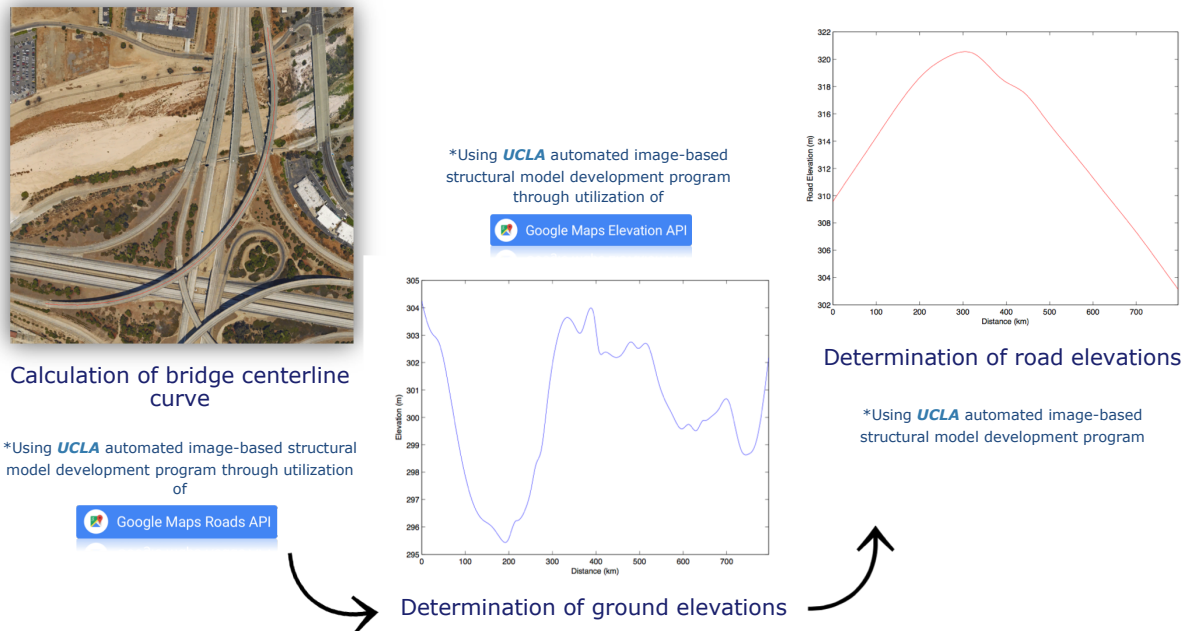 Calculation of bridge centerline
curve
*Using UCLA automated image-based structural
model development program through utilization
of
Google Maps Roads API
*Using UCLA automated image-based
structural model development program
through utilization of
Google Maps Elevation API
305
304
303
302
301
300
299
298
297
296
295
Elevation (m)
0 100 200 300 400 500 600 700
Distance (km)
Determination of ground elevations
322
320
318
316
314
312
310
308
306
304
302
Road Elevation (m)
0 100 200 300 400 500 600 700
Distance (km)
Determination of road elevations
*Using UCLA automated image-based
structural model development program